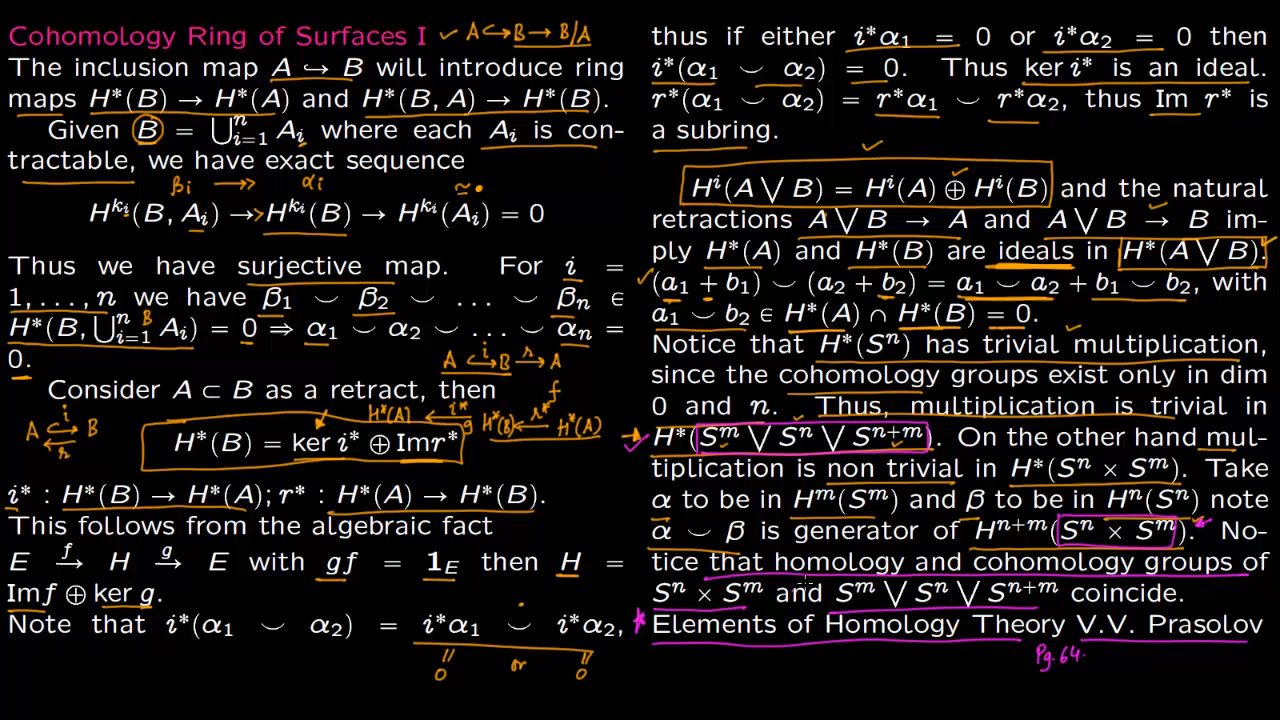 Cohomology Ring of Surfaces I ✓ A ↪ B → B/A
The inclusion map A ↪ B will introduce ring
maps H*(B) → H*(A) and H*(B, A) → H*(B).
Given B = ⋃ⁿᵢ₌₁ Aᵢ where each Aᵢ is con-
tractable, we have exact sequence
βᵢ ->> αᵢ ≃ •
H^{kᵢ}(B, Aᵢ) → H^{kᵢ}(B) → H^{kᵢ}(Aᵢ) = 0
Thus we have surjective map. For i =
1, . . . , n we have β₁ ⌣ β₂ ⌣ . . . ⌣ βₙ ∈
B
H*(B, ⋃ⁿᵢ₌₁ Aᵢ) = 0 ⇒ α₁ ⌣ α₂ ⌣ . . . ⌣ αₙ =
0.
A ↪ⁱ B →ʳ A
Consider A ⊂ B as a retract, then
f
A i B
r
H*(A) ← i* g H*(B) ← r* H*(A)
H*(B) = ker i* ⊕ Imr*
i* : H*(B) → H*(A); r* : H*(A) → H*(B).
This follows from the algebraic fact
E →ᶠ H →ᵍ E with gf = 1_E then H =
Imf ⊕ ker g.
Note that i*(α₁ ⌣ α₂) = i*α₁ ⌣ i*α₂,
0 or 0
thus if either i*α₁ = 0 or i*α₂ = 0 then
i*(α₁ ⌣ α₂) = 0. Thus ker i* is an ideal.
r*(α₁ ⌣ α₂) = r*α₁ ⌣ r*α₂, thus Im r* is
a subring.
Hⁱ(A ⋁ B) = Hⁱ(A) ⊕ Hⁱ(B) and the natural
retractions A ⋁ B → A and A ⋁ B → B im-
ply H*(A) and H*(B) are ideals in H*(A ⋁ B).
(a₁ + b₁) ⌣ (a₂ + b₂) = a₁ ⌣ a₂ + b₁ ⌣ b₂, with
a₁ ⌣ b₂ ∈ H*(A) ∩ H*(B) = 0.
Notice that H*(Sⁿ) has trivial multiplication,
since the cohomology groups exist only in dim
0 and n. Thus, multiplication is trivial in
H*(Sᵐ ⋁ Sⁿ ⋁ Sⁿ⁺ᵐ). On the other hand mul-
tiplication is non trivial in H*(Sⁿ × Sᵐ). Take
α to be in Hᵐ(Sᵐ) and β to be in Hⁿ(Sⁿ) note
α ⌣ β is generator of Hⁿ⁺ᵐ(Sⁿ × Sᵐ). No-
tice that homology and cohomology groups of
Sⁿ × Sᵐ and Sᵐ ⋁ Sⁿ ⋁ Sⁿ⁺ᵐ coincide.
Elements of Homology Theory V.V. Prasolov
Pg. 64.